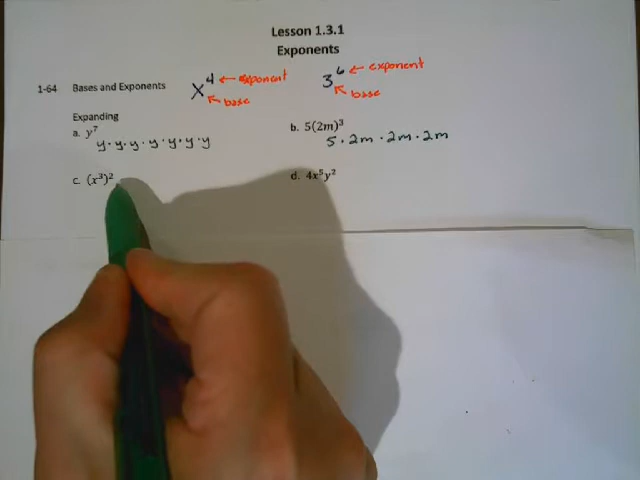 Lesson 1.3.1
Exponents
1-64 Bases and Exponents x⁴ ← exponent 3⁶ ← exponent
↖ base ↖ base
Expanding
a. y⁷ b. 5(2m)³
y·y·y·y·y·y·y 5·2m·2m·2m
c. (x³)² d. 4x⁵y²